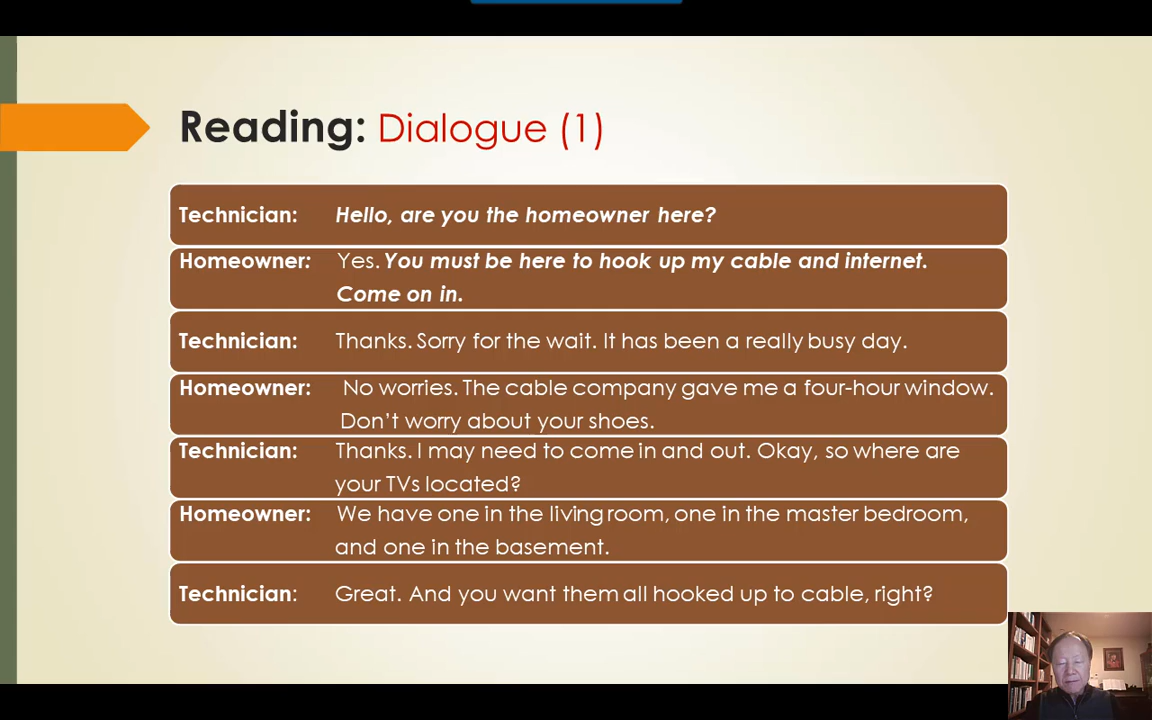 Reading: Dialogue (1)
Technician: Hello, are you the homeowner here?
Homeowner: Yes. You must be here to hook up my cable and internet.
Come on in.
Technician: Thanks. Sorry for the wait. It has been a really busy day.
Homeowner: No worries. The cable company gave me a four-hour window.
Don't worry about your shoes.
Technician: Thanks. I may need to come in and out. Okay, so where are
your TVs located?
Homeowner: We have one in the living room, one in the master bedroom,
and one in the basement.
Technician: Great. And you want them all hooked up to cable, right?